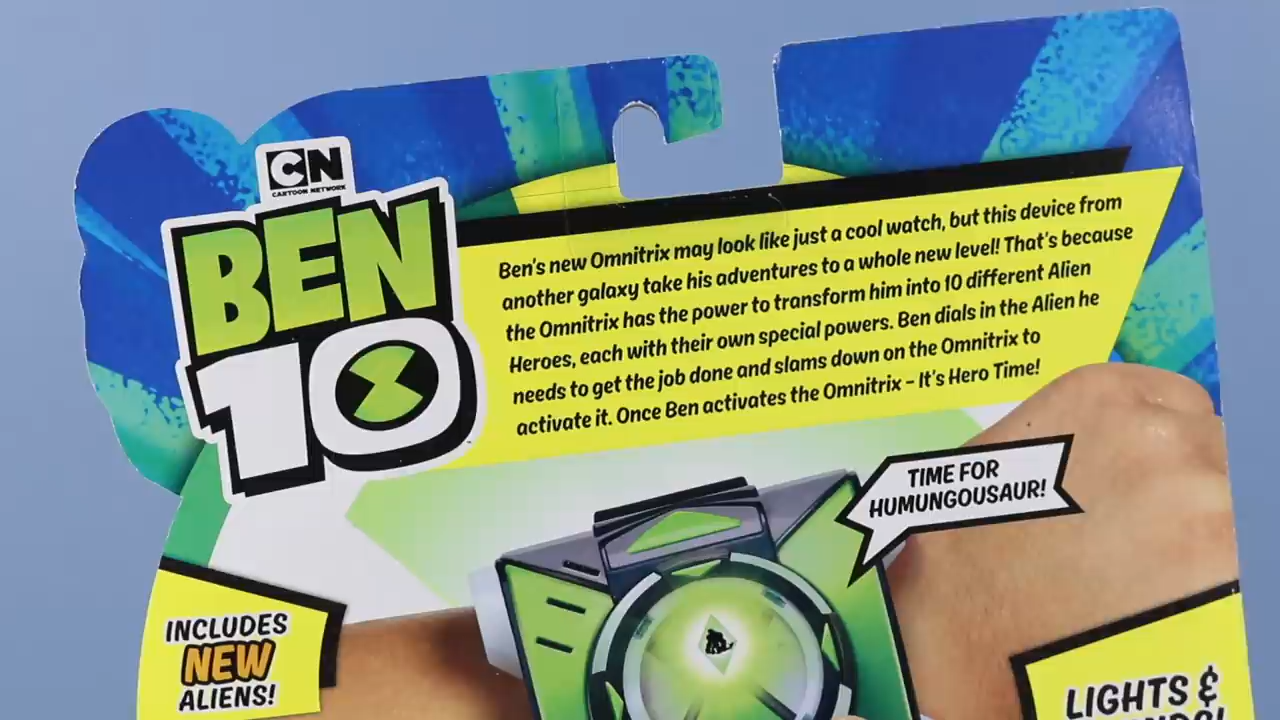 CN
CARTOON NETWORK
BEN
10
Ben's new Omnitrix may look like just a cool watch, but this device from
another galaxy take his adventures to a whole new level! That's because
the Omnitrix has the power to transform him into 10 different Alien
Heroes, each with their own special powers. Ben dials in the Alien he
needs to get the job done and slams down on the Omnitrix to
activate it. Once Ben activates the Omnitrix – It's Hero Time!
TIME FOR
HUMUNGOUSAUR!
INCLUDES
NEW
ALIENS!
LIGHTS &